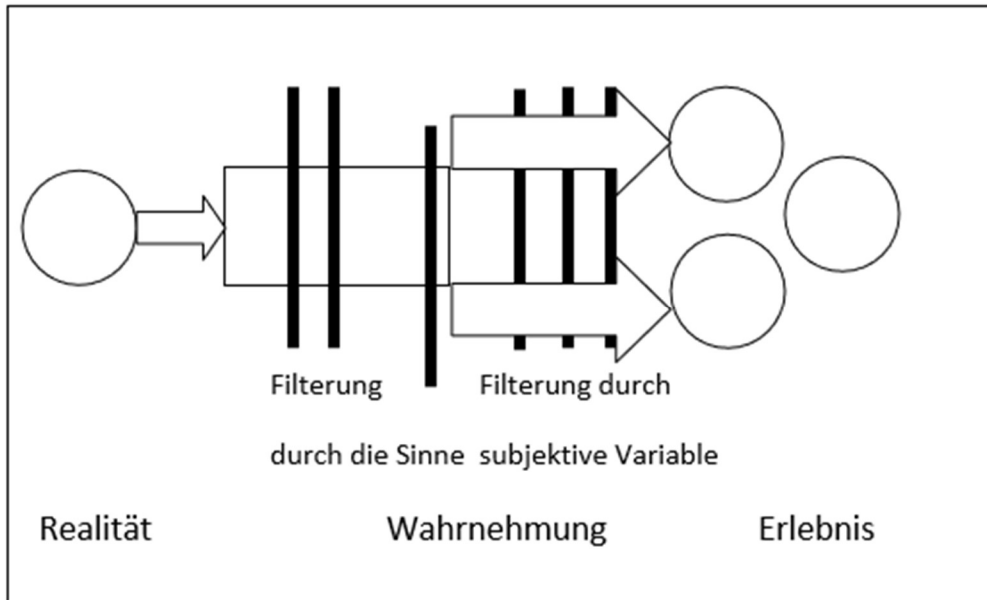 Filterung Filterung durch
durch die Sinne subjektive Variable
Realität Wahrnehmung Erlebnis